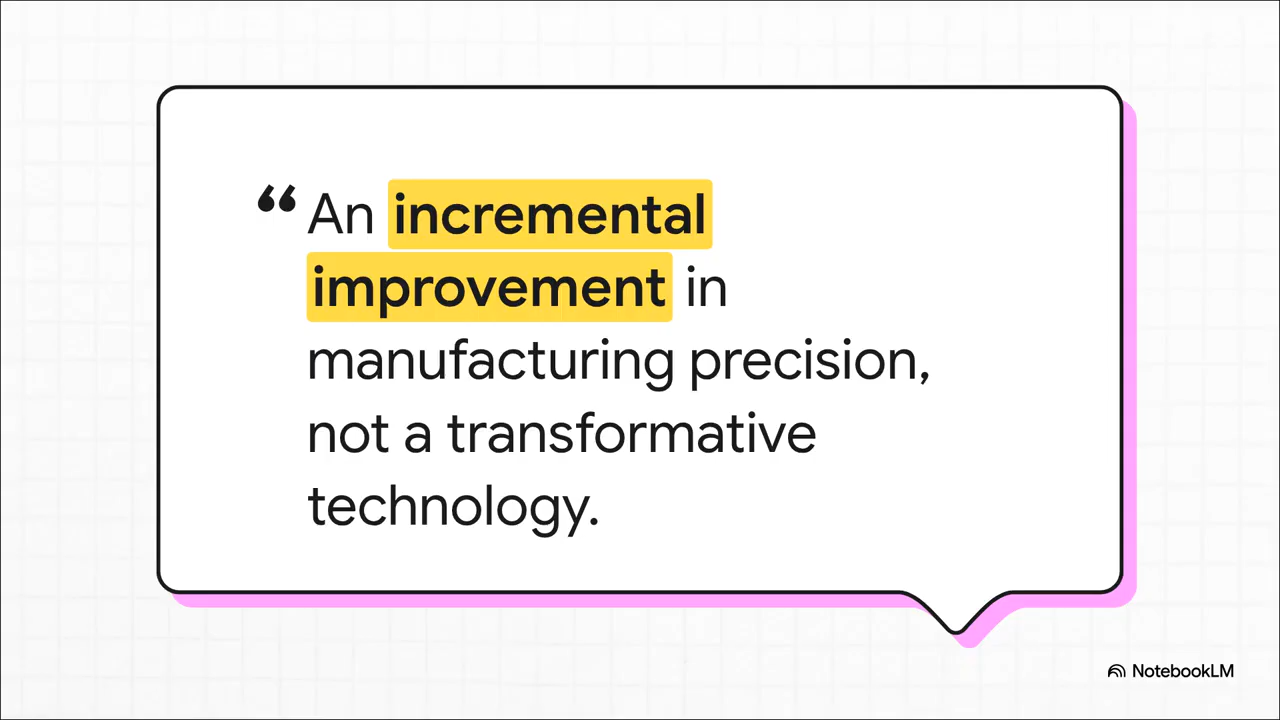 “An incremental
improvement in
manufacturing precision,
not a transformative
technology.
NotebookLM